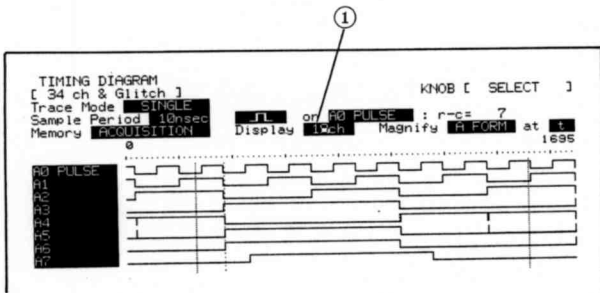 1
TIMING DIAGRAM
[ 34 ch & Glitch ] KNOB [ SELECT ]
Trace Mode SINGLE
Sample Period 10nsec on A0 PULSE : r-c= 7
Memory ACQUISITION Display ch Magnify A FORM at t
0 1695
A0 PULSE
A1
A2
A3
A4
A5
A6
A7